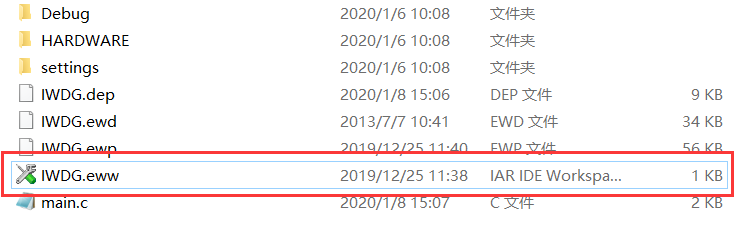 Debug 2020/1/6 10:08 文件夹
HARDWARE 2020/1/6 10:08 文件夹
settings 2020/1/6 10:08 文件夹
IWDG.dep 2020/1/8 15:06 DEP 文件 9 KB
IWDG.ewd 2013/7/7 10:41 EWD 文件 34 KB
IWDG.ewp 2019/12/25 11:40 EWP 文件 56 KB
IWDG.eww 2019/12/25 11:38 IAR IDE Workspa... 1 KB
main.c 2020/1/8 15:07 C 文件 2 KB